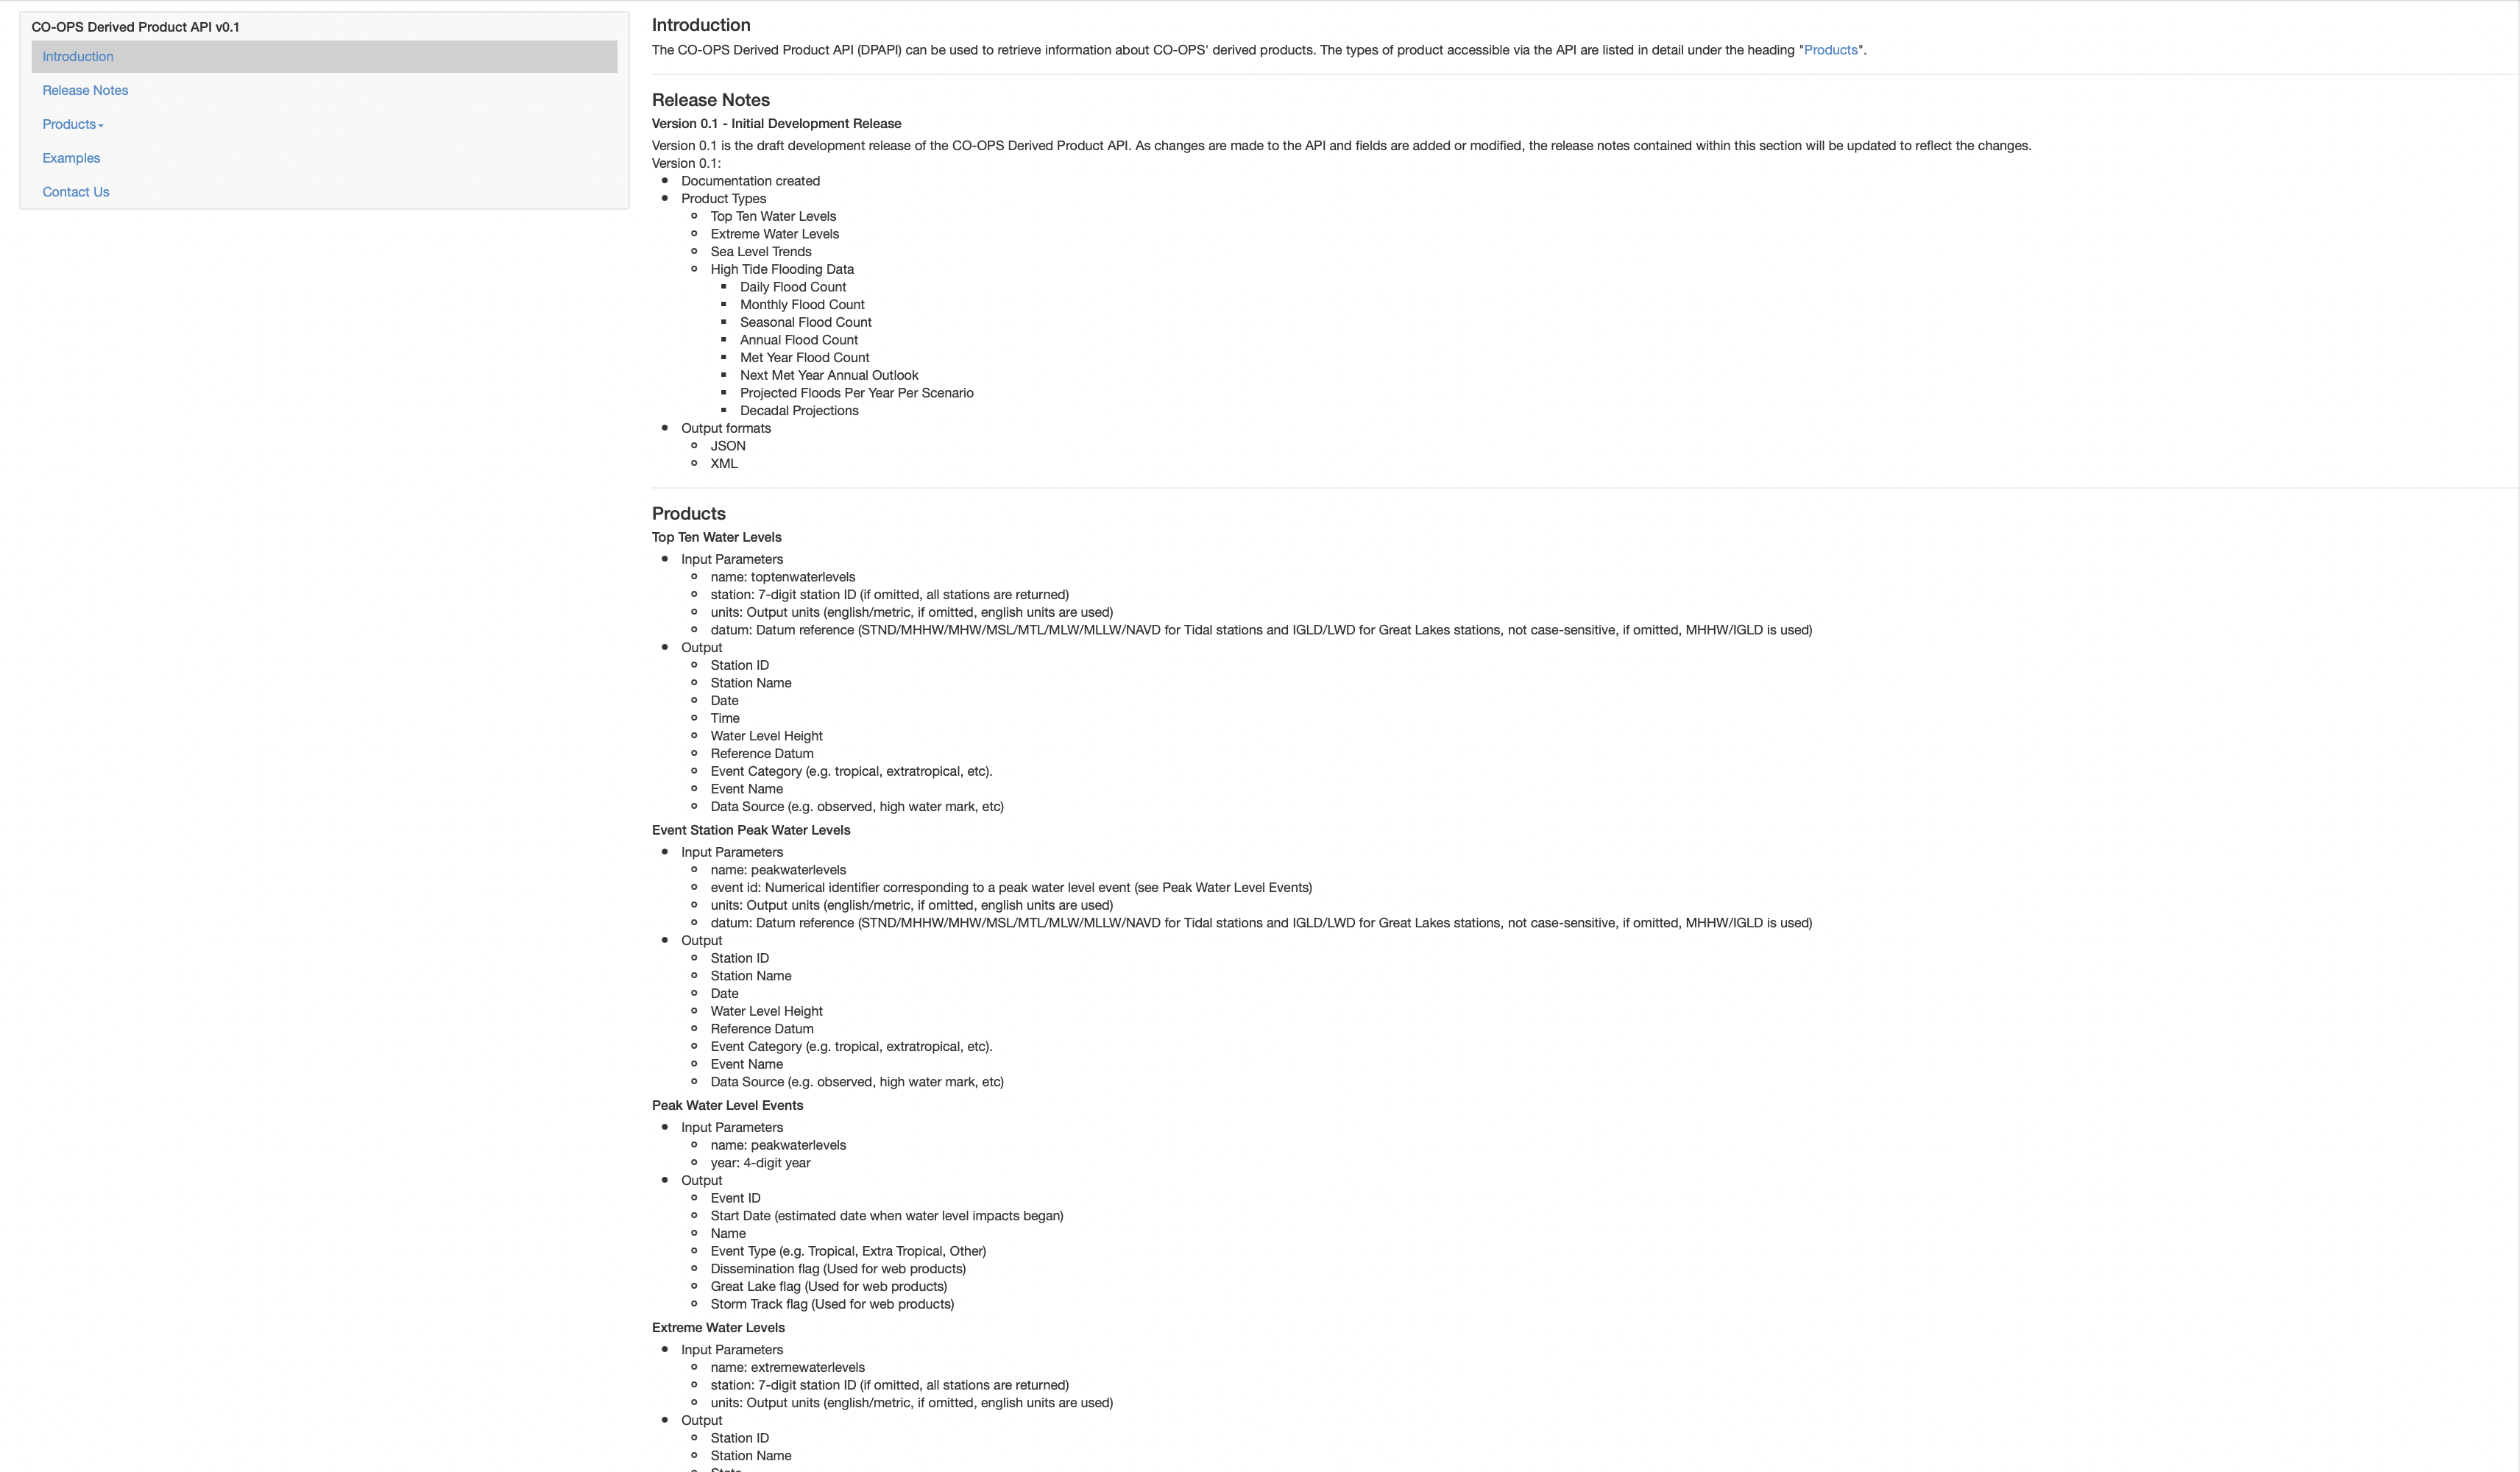 CO-OPS Derived Product API v0.1
Introduction
Release Notes
Products
Examples
Contact Us
Introduction
The CO-OPS Derived Product API (DPAPI) can be used to retrieve information about CO-OPS' derived products. The types of product accessible via the API are listed in detail under the heading "Products".
Release Notes
Version 0.1 - Initial Development Release
Version 0.1 is the draft development release of the CO-OPS Derived Product API. As changes are made to the API and fields are added or modified, the release notes contained within this section will be updated to reflect the changes.
Version 0.1:
Documentation created
Product Types
Top Ten Water Levels
Extreme Water Levels
Sea Level Trends
High Tide Flooding Data
Daily Flood Count
Monthly Flood Count
Seasonal Flood Count
Annual Flood Count
Met Year Flood Count
Next Met Year Annual Outlook
Projected Floods Per Year Per Scenario
Decadal Projections
Output formats
JSON
XML
Products
Top Ten Water Levels
Input Parameters
name: toptenwaterlevels
station: 7-digit station ID (if omitted, all stations are returned)
units: Output units (english/metric, if omitted, english units are used)
datum: Datum reference (STND/MHHW/MHW/MSL/MTL/MLW/MLLW/NAVD for Tidal stations and IGLD/LWD for Great Lakes stations, not case-sensitive, if omitted, MHHW/IGLD is used)
Output
Station ID
Station Name
Date
Time
Water Level Height
Reference Datum
Event Category (e.g. tropical, extratropical, etc).
Event Name
Data Source (e.g. observed, high water mark, etc)
Event Station Peak Water Levels
Input Parameters
name: peakwaterlevels
event id: Numerical identifier corresponding to a peak water level event (see Peak Water Level Events)
units: Output units (english/metric, if omitted, english units are used)
datum: Datum reference (STND/MHHW/MHW/MSL/MTL/MLW/MLLW/NAVD for Tidal stations and IGLD/LWD for Great Lakes stations, not case-sensitive, if omitted, MHHW/IGLD is used)
Output
Station ID
Station Name
Date
Water Level Height
Reference Datum
Event Category (e.g. tropical, extratropical, etc).
Event Name
Data Source (e.g. observed, high water mark, etc)
Peak Water Level Events
Input Parameters
name: peakwaterlevels
year: 4-digit year
Output
Event ID
Start Date (estimated date when water level impacts began)
Name
Event Type (e.g. Tropical, Extra Tropical, Other)
Dissemination flag (Used for web products)
Great Lake flag (Used for web products)
Storm Track flag (Used for web products)
Extreme Water Levels
Input Parameters
name: extremewaterlevels
station: 7-digit station ID (if omitted, all stations are returned)
units: Output units (english/metric, if omitted, english units are used)
Output
Station ID
Station Name